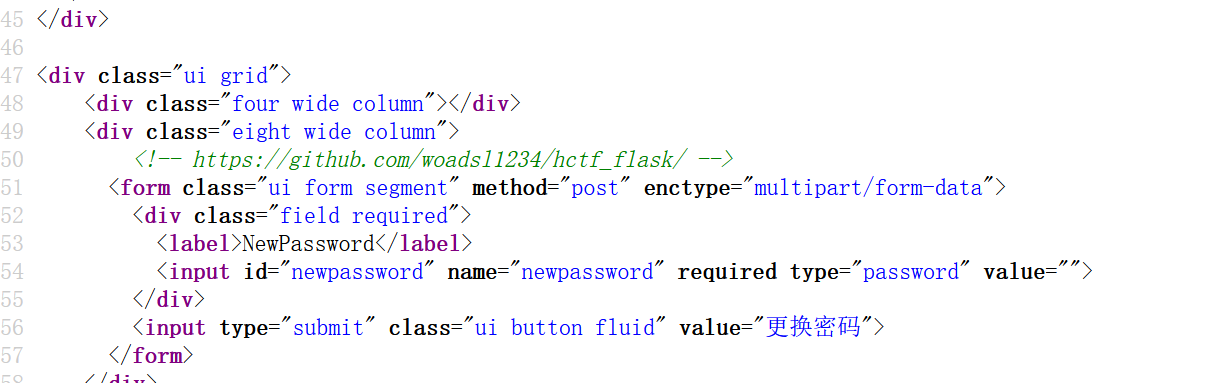 45 </div>
46
47 <div class="ui grid">
48     <div class="four wide column"></div>
49     <div class="eight wide column">
50         <!-- https://github.com/woadsl1234/hctf_flask/ -->
51       <form class="ui form segment" method="post" enctype="multipart/form-data">
52         <div class="field required">
53           <label>NewPassword</label>
54           <input id="newpassword" name="newpassword" required type="password" value="">
55         </div>
56         <input type="submit" class="ui button fluid" value="更换密码">
57       </form>
58     </div>